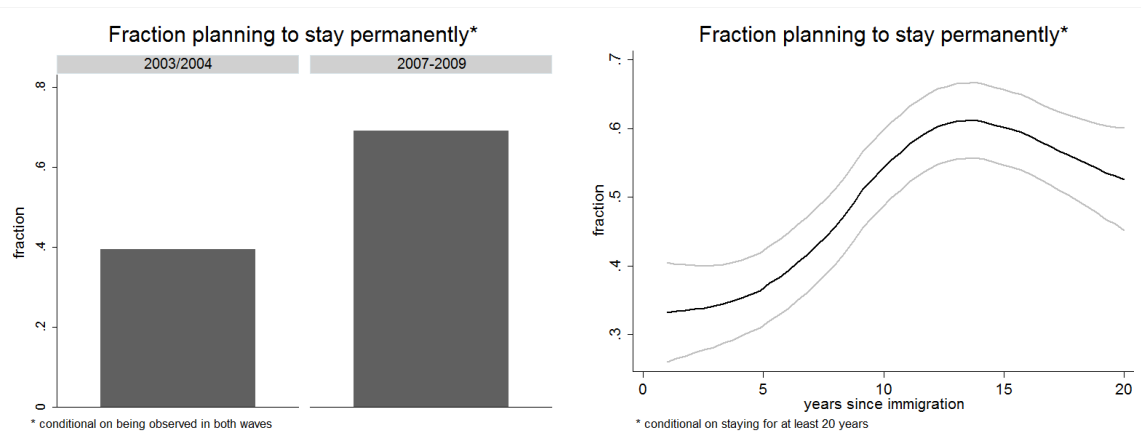 Fraction planning to stay permanently*
2003/2004 2007-2009
.8
.6
.4
.2
0
fraction
* conditional on being observed in both waves
Fraction planning to stay permanently*
.7
.6
.5
.4
.3
fraction
0 5 10 15 20
years since immigration
* conditional on staying for at least 20 years